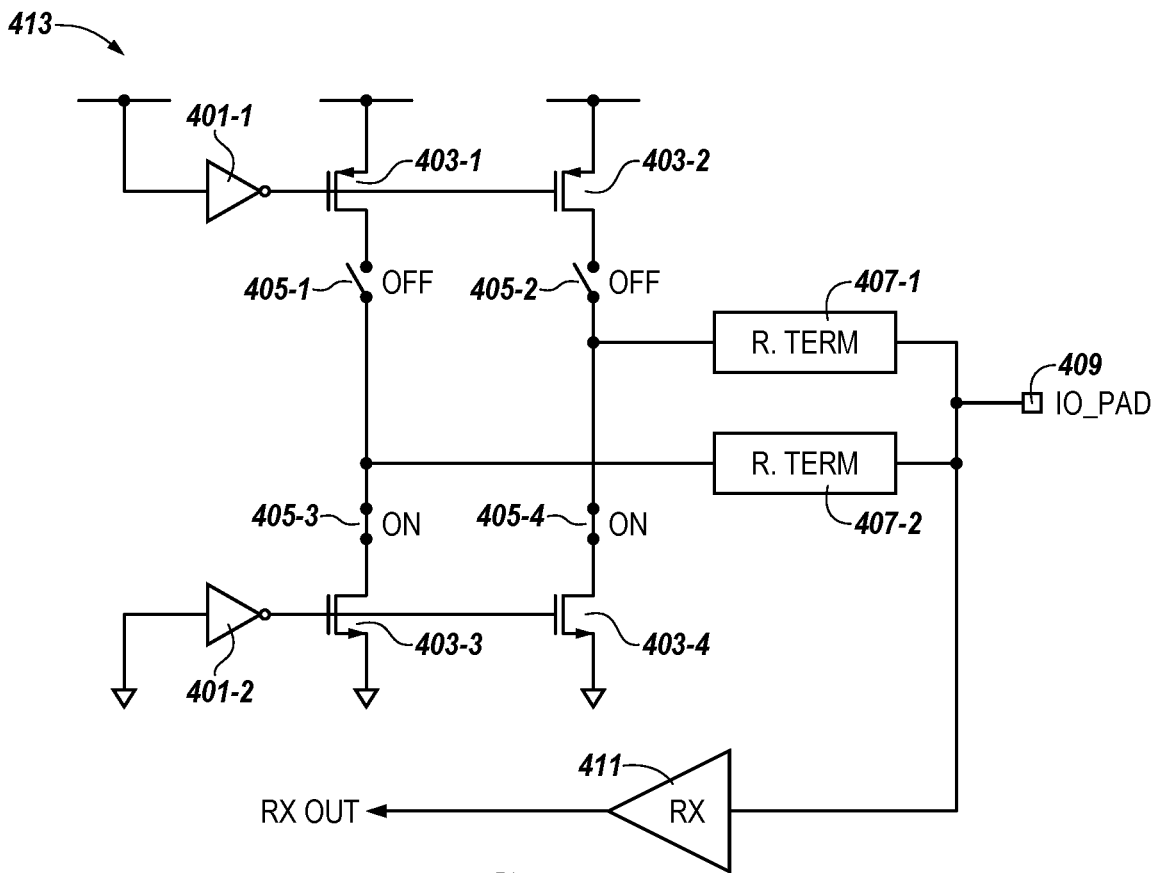 413
401-1
403-1
403-2
405-1
OFF
405-2
OFF
407-1
R. TERM
409
IO_PAD
R. TERM
407-2
405-3
ON
405-4
ON
401-2
403-3
403-4
411
RX OUT
RX